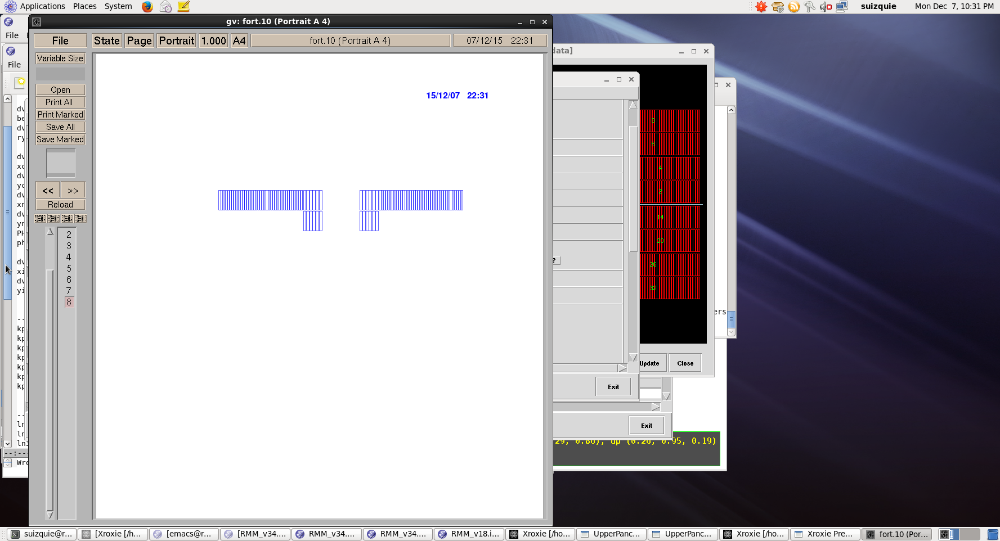 Applications Places System
suizquie Mon Dec 7, 10:31 PM
gv: fort.10 (Portrait A 4)
File
File State Page Portrait 1.000 A4 fort.10 (Portrait A 4) 07/12/15 22:31
Variable Size
data]
File
Open
Print All
Print Marked
Save All
Save Marked
<< >>
Reload
15/12/07 22:31
dv
be
dv
ry
dv
xc
dv
yc
dv
xn
dv
yn
PH
ph
dv
xi
dv
yi
--
kp
kp
kp
kp
kp
kp
kp
--
ln
ln
ln3
--:---
Wro
2
3
4
5
6
7
8
8
6
4
2
14
20
26
32
?
ers
Update Close
Exit
Exit
29, 0.86), up (0.26, 0.95, 0.19)
suizquie@r... [Xroxie [/h... [emacs@r... [RMM_v34.... RMM_v34.... RMM_v34.... RMM_v18.i... Xroxie [/ho... UpperPanc... UpperPanc... Xroxie [/ho... Xroxie Pre... fort.10 (Por...